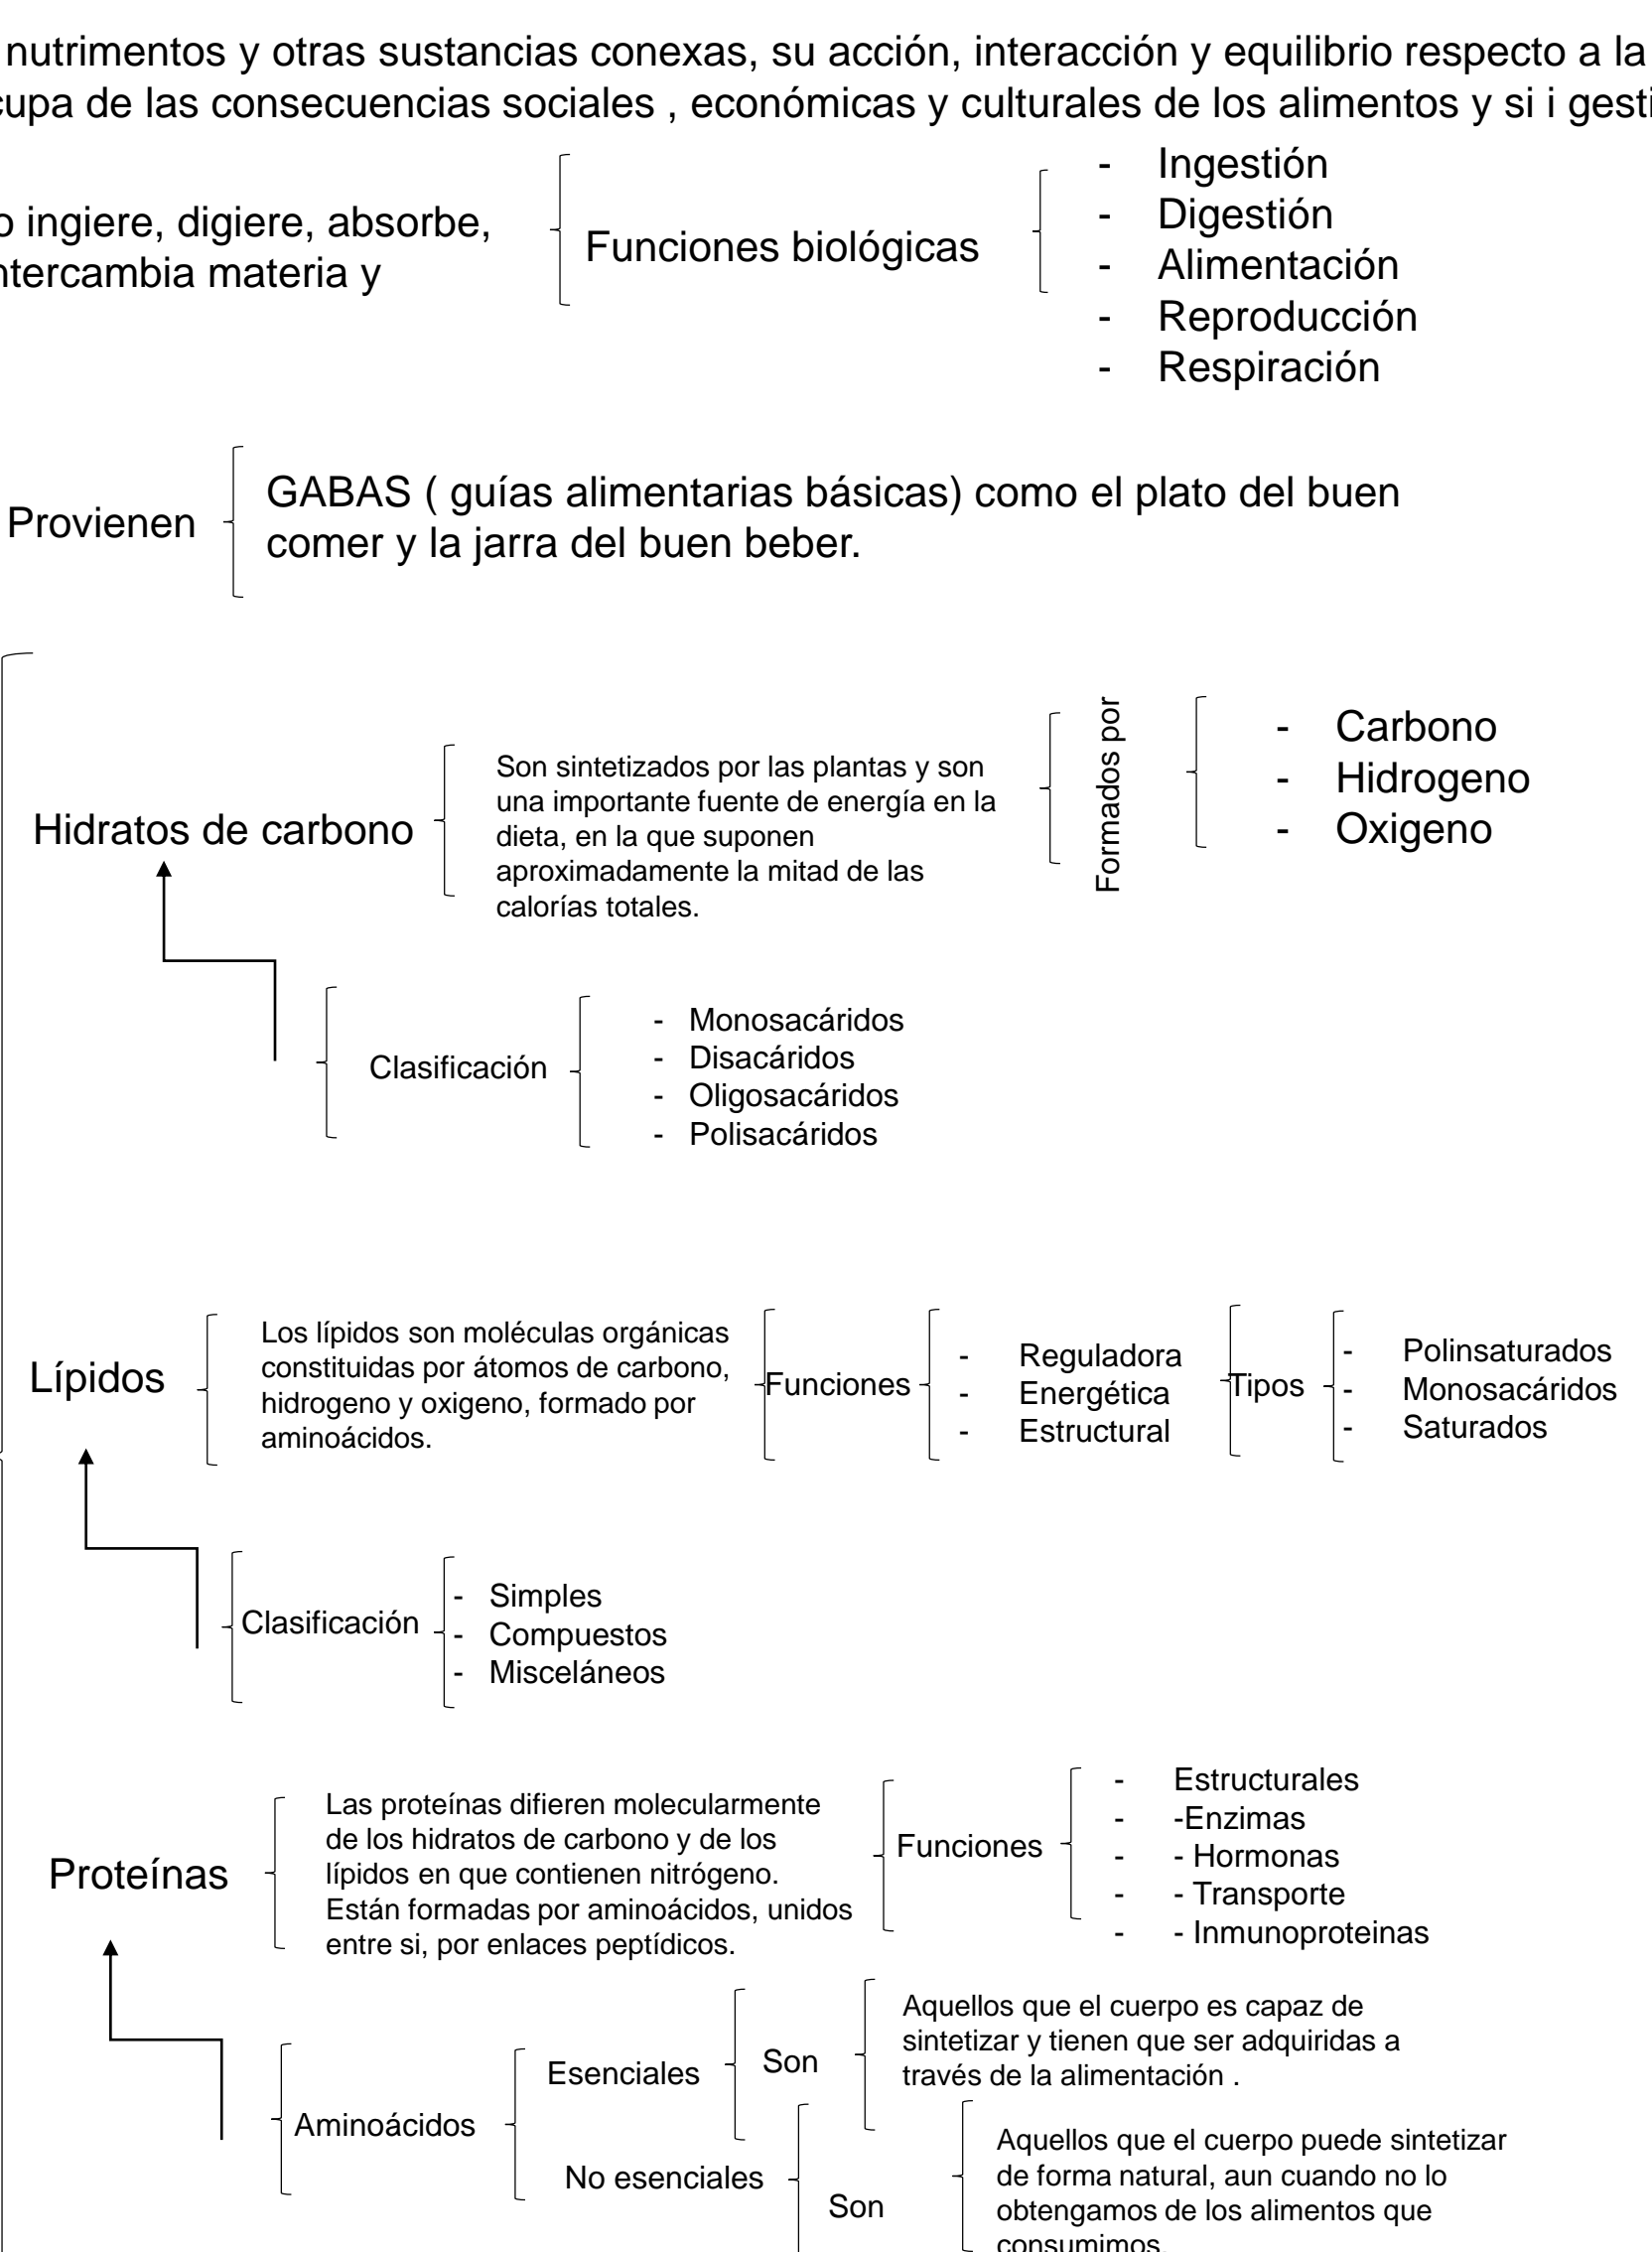 nutrimentos y otras sustancias conexas, su acción, interacción y equilibrio respecto a la
cupa de las consecuencias sociales , económicas y culturales de los alimentos y si i gesti
o ingiere, digiere, absorbe,
ntercambia materia y
Funciones biológicas
- Ingestión
- Digestión
- Alimentación
- Reproducción
- Respiración
Provienen
GABAS ( guías alimentarias básicas) como el plato del buen
comer y la jarra del buen beber.
Hidratos de carbono
Son sintetizados por las plantas y son
una importante fuente de energía en la
dieta, en la que suponen
aproximadamente la mitad de las
calorías totales.
Formados por
- Carbono
- Hidrogeno
- Oxigeno
Clasificación
- Monosacáridos
- Disacáridos
- Oligosacáridos
- Polisacáridos
Lípidos
Los lípidos son moléculas orgánicas
constituidas por átomos de carbono,
hidrogeno y oxigeno, formado por
aminoácidos.
Funciones
- Reguladora
- Energética
- Estructural
Tipos
- Polinsaturados
- Monosacáridos
- Saturados
Clasificación
- Simples
- Compuestos
- Misceláneos
Proteínas
Las proteínas difieren molecularmente
de los hidratos de carbono y de los
lípidos en que contienen nitrógeno.
Están formadas por aminoácidos, unidos
entre si, por enlaces peptídicos.
Funciones
- Estructurales
- -Enzimas
- - Hormonas
- - Transporte
- - Inmunoproteinas
Aminoácidos
Esenciales
Son
Aquellos que el cuerpo es capaz de
sintetizar y tienen que ser adquiridas a
través de la alimentación .
No esenciales
Son
Aquellos que el cuerpo puede sintetizar
de forma natural, aun cuando no lo
obtengamos de los alimentos que
consumimos.